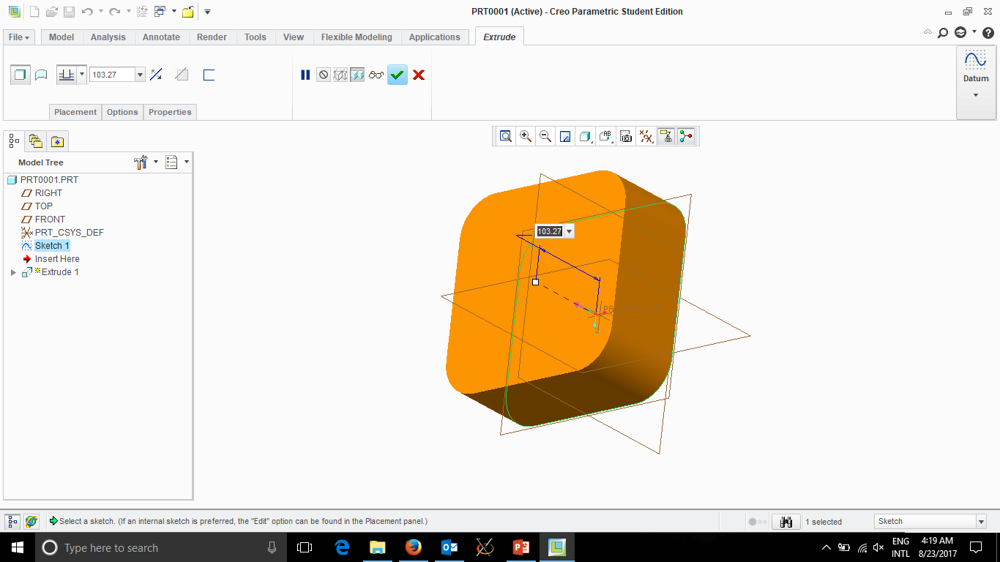 PRT0001 (Active) - Creo Parametric Student Edition
File Model Analysis Annotate Render Tools View Flexible Modeling Applications Extrude
103.27
Datum
Placement Options Properties
Model Tree
PRT0001.PRT
RIGHT
TOP
FRONT
PRT_CSYS_DEF
Sketch 1
Insert Here
Extrude 1
AB
103.27
Z
Select a sketch. (If an internal sketch is preferred, the "Edit" option can be found in the Placement panel.)
1 selected
Sketch
Type here to search
ENG
INTL
4:19 AM
8/23/2017